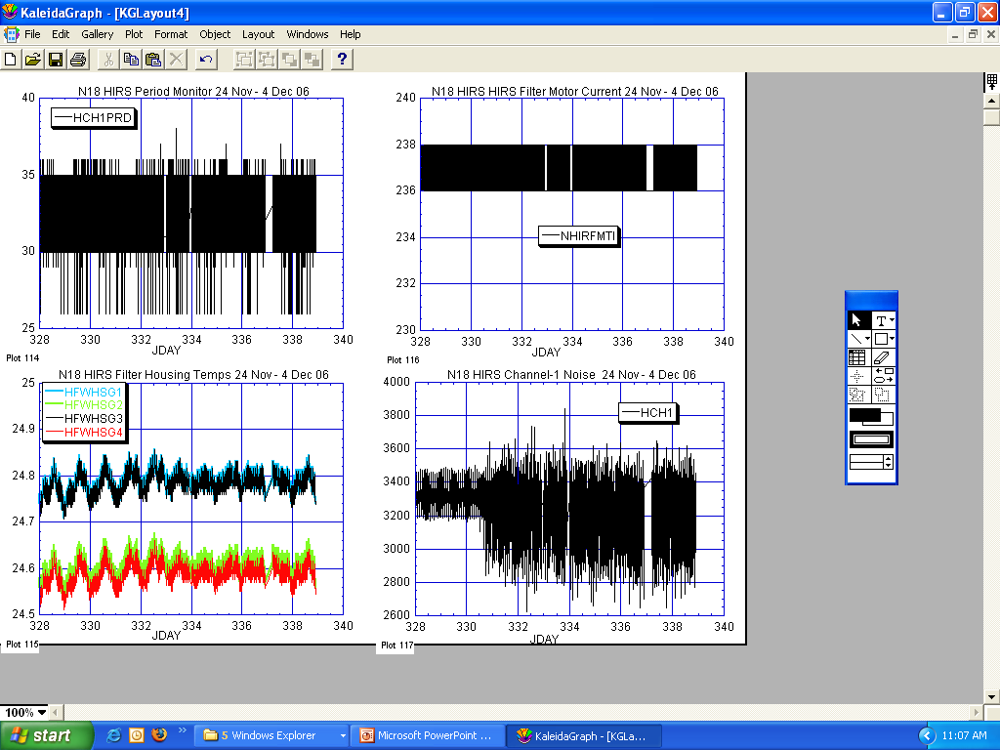 KaleidaGraph - [KGLayout4]
File Edit Gallery Plot Format Object Layout Windows Help
?
N18 HIRS Period Monitor 24 Nov - 4 Dec 06
40
HCH1PRD
35
30
25
328 330 332 334 336 338 340
JDAY
Plot 114
N18 HIRS HIRS Filter Motor Current 24 Nov - 4 Dec 06
240
238
236
234
NHIRFMTI
232
230
328 330 332 334 336 338 340
JDAY
Plot 116
T
N18 HIRS Filter Housing Temps 24 Nov - 4 Dec 06
25
HFWHSG1
HFWHSG2
HFWHSG3
HFWHSG4
24.9
24.8
24.7
24.6
24.5
328 330 332 334 336 338 340
JDAY
Plot 115
N18 HIRS Channel-1 Noise 24 Nov - 4 Dec 06
4000
3800
HCH1
3600
3400
3200
3000
2800
2600
328 330 332 334 336 338 340
JDAY
Plot 117
100%
start
»
5 Windows Explorer
Microsoft PowerPoint ...
KaleidaGraph - [KGLa...
11:07 AM